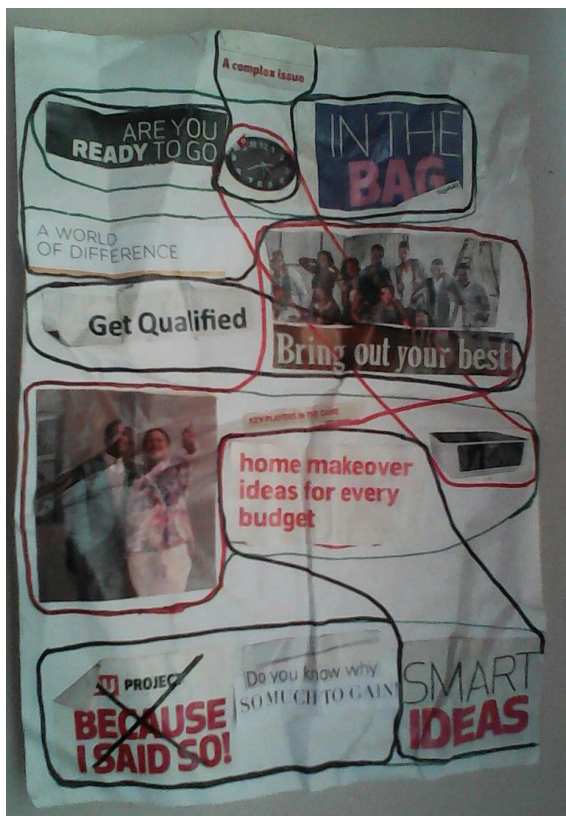 A complex issue
ARE YOU
READY TO GO
IN THE
BAG
A WORLD
OF DIFFERENCE
Get Qualified
Bring out your best!
KEY PLAYERS IN THE GAME
home makeover
ideas for every
budget
PROJECT
BECAUSE
I SAID SO!
Do you know why
SO MUCH TO GAIN!
SMART
IDEAS